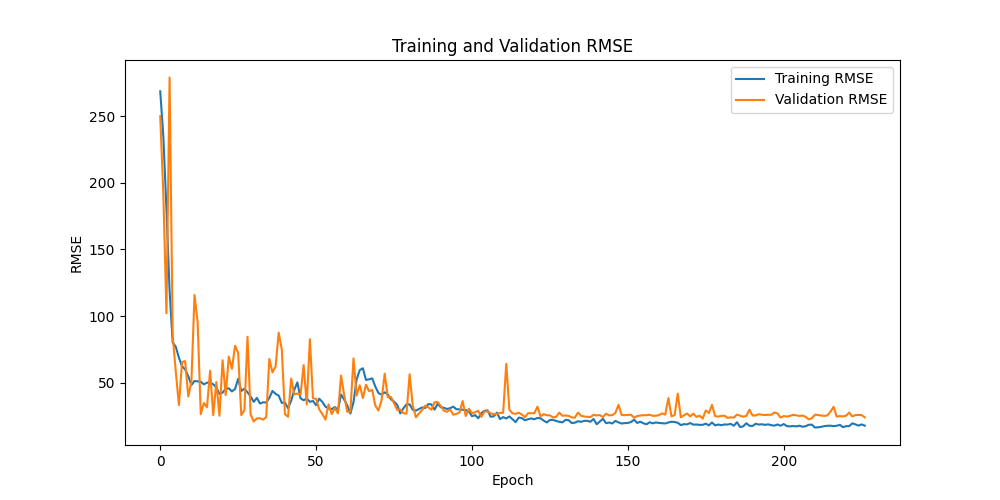 Training and Validation RMSE
Training RMSE
Validation RMSE
RMSE
250
200
150
100
50
0
50
100
150
200
Epoch